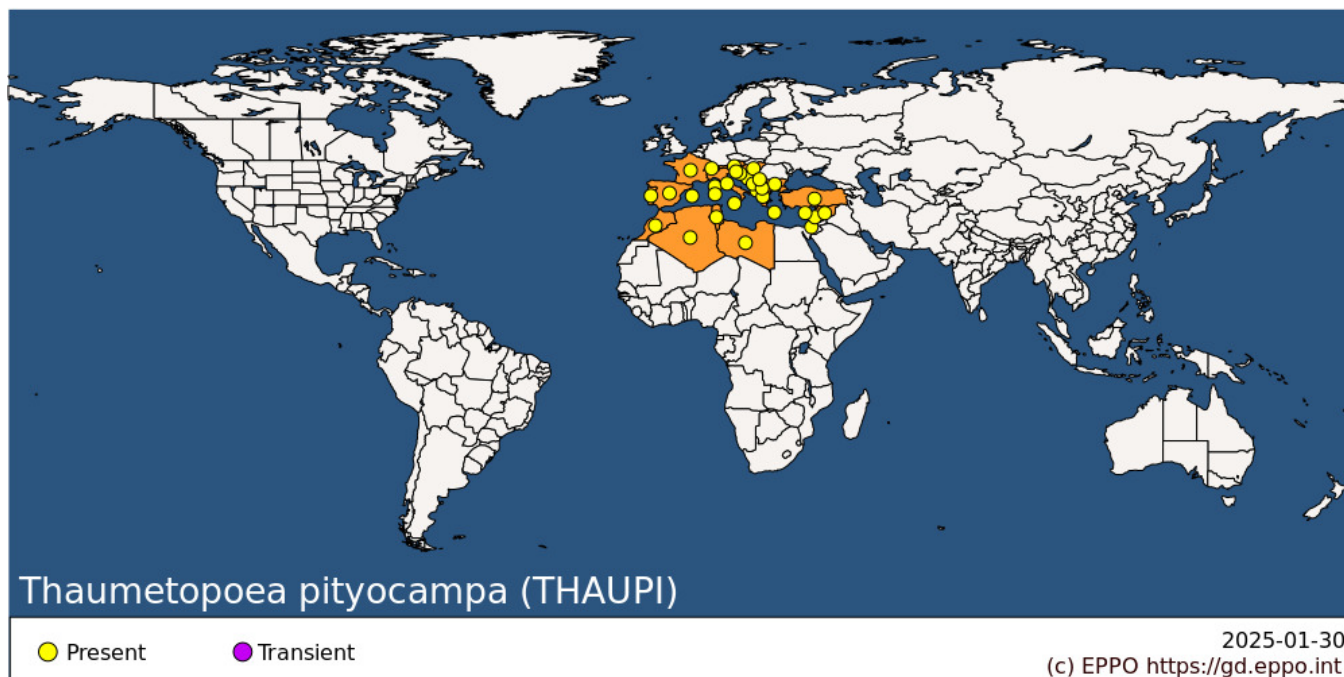 Thaumetopoea pityocampa (THAUPI)
Present
Transient
2025-01-30
(c) EPPO https://gd.eppo.int